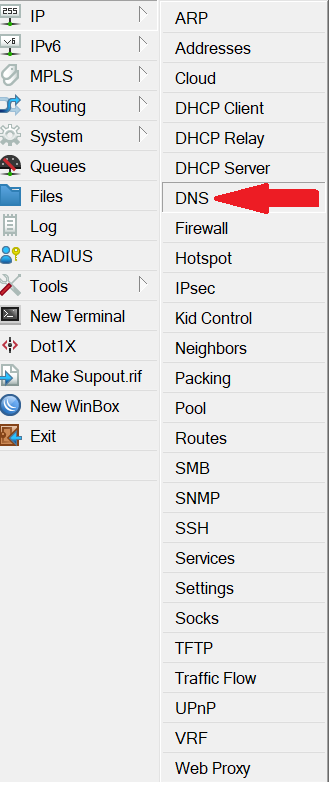 IP
IPv6
MPLS
Routing
System
Queues
Files
Log
RADIUS
Tools
New Terminal
Dot1X
Make Supout.rif
New WinBox
Exit
ARP
Addresses
Cloud
DHCP Client
DHCP Relay
DHCP Server
DNS
Firewall
Hotspot
IPsec
Kid Control
Neighbors
Packing
Pool
Routes
SMB
SNMP
SSH
Services
Settings
Socks
TFTP
Traffic Flow
UPnP
VRF
Web Proxy